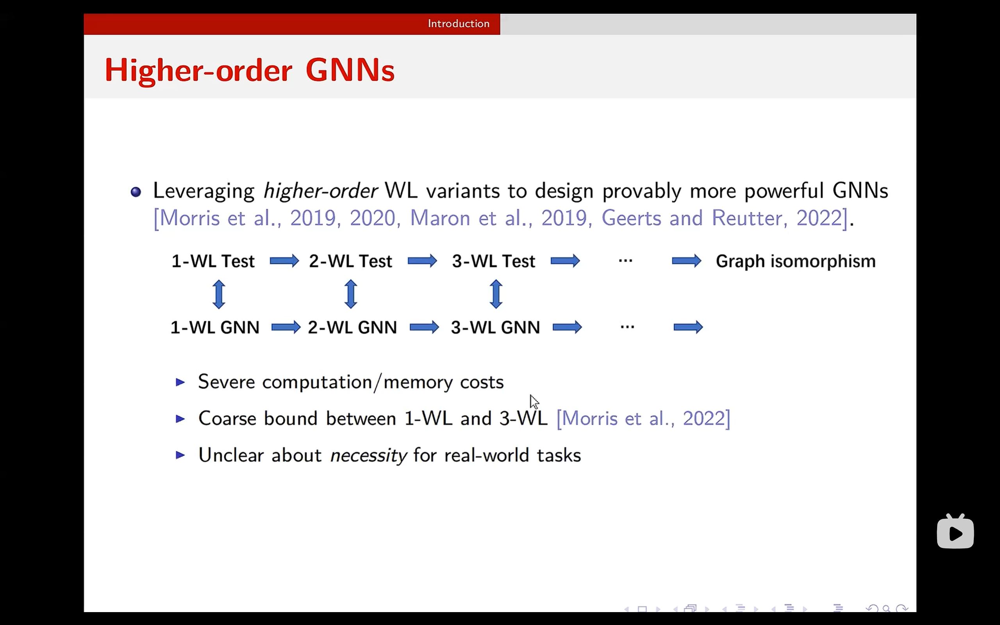 Introduction
Higher-order GNNs
Leveraging higher-order WL variants to design provably more powerful GNNs
[Morris et al., 2019, 2020, Maron et al., 2019, Geerts and Reutter, 2022].
1-WL Test 2-WL Test 3-WL Test ... Graph isomorphism
1-WL GNN 2-WL GNN 3-WL GNN ...
Severe computation/memory costs
Coarse bound between 1-WL and 3-WL [Morris et al., 2022]
Unclear about necessity for real-world tasks